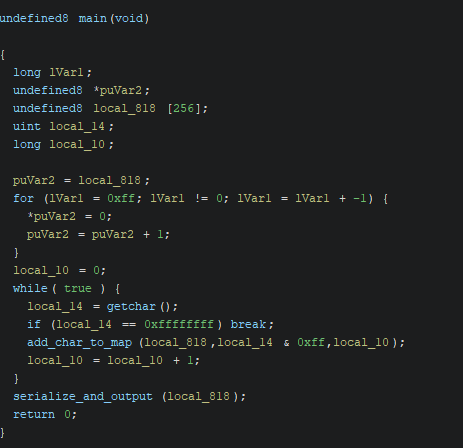 undefined8 main(void)
{
long lVar1;
undefined8 *puVar2;
undefined8 local_818 [256];
uint local_14;
long local_10;
puVar2 = local_818;
for (lVar1 = 0xff; lVar1 != 0; lVar1 = lVar1 + -1) {
*puVar2 = 0;
puVar2 = puVar2 + 1;
}
local_10 = 0;
while( true ) {
local_14 = getchar();
if (local_14 == 0xffffffff) break;
add_char_to_map(local_818,local_14 & 0xff,local_10);
local_10 = local_10 + 1;
}
serialize_and_output(local_818);
return 0;
}